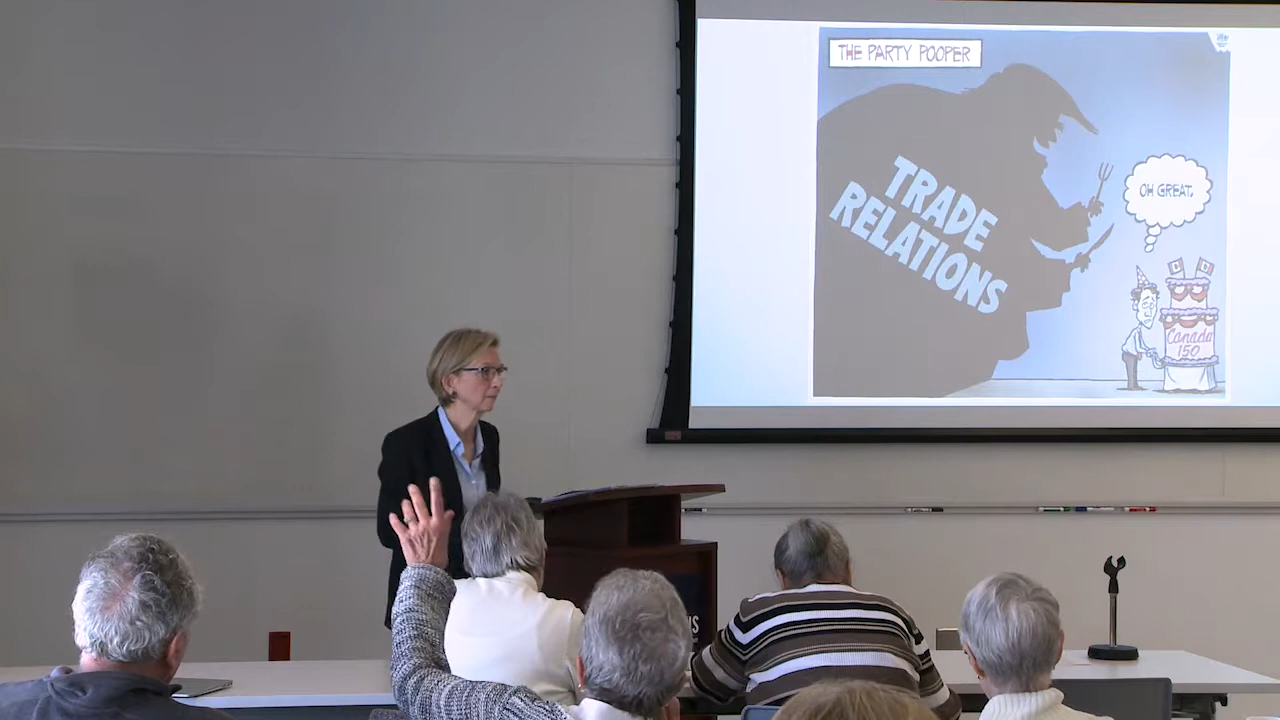 THE PARTY POOPER
TRADE
RELATIONS
OH GREAT.
Canada
150